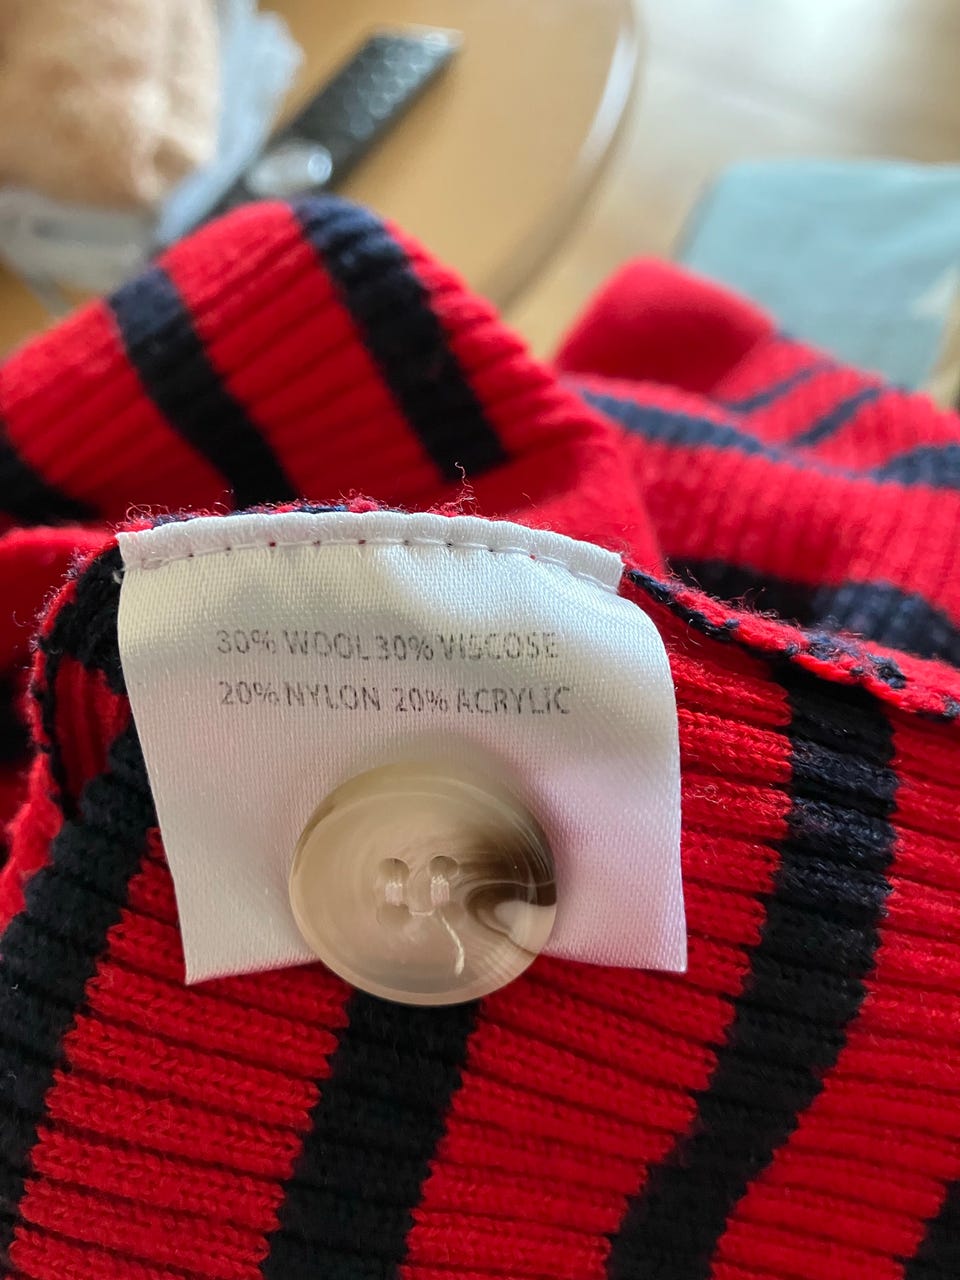 30% WOOL 30% VISCOSE
20% NYLON 20% ACRYLIC